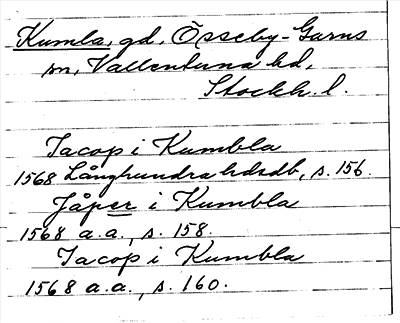 Kumla, gd, Össeby-Garns
sn, Vallentuna hd,
Stockh. l.
Jacop i Kumbla
1568 Långhundra hdsdb, s. 156.
Jåper i Kumbla
1568 a.a., s. 158.
Jacop i Kumbla
1568 a.a., s. 160.